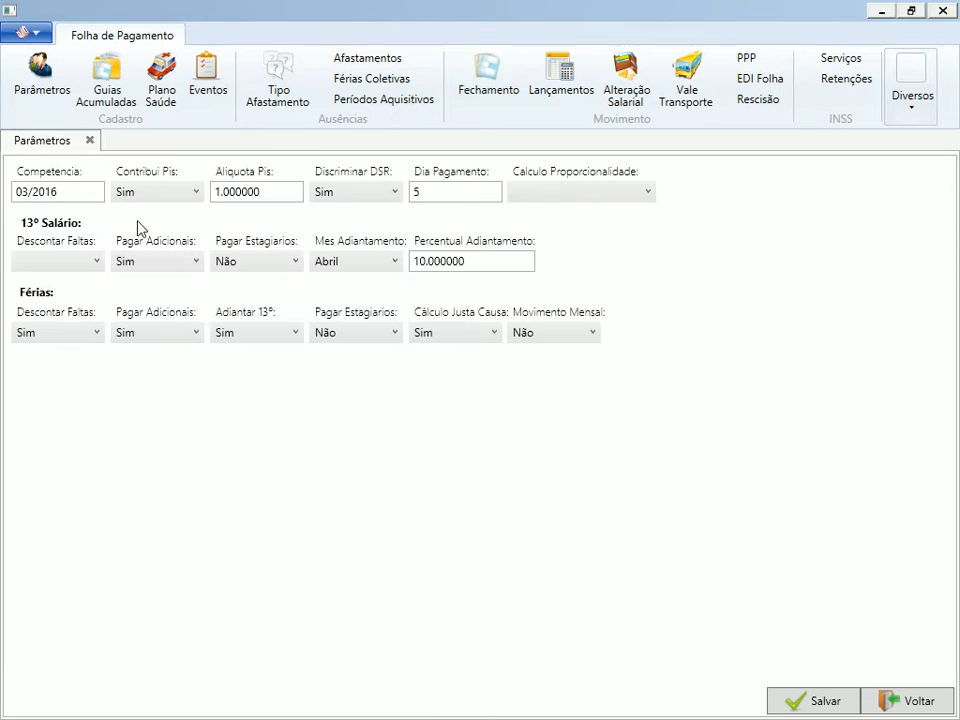 Folha de Pagamento
Parâmetros
Guias Acumuladas
Plano Saúde
Eventos
Cadastro
Tipo Afastamento
Afastamentos
Férias Coletivas
Períodos Aquisitivos
Ausências
Fechamento
Lançamentos
Alteração Salarial
Vale Transporte
PPP
EDI Folha
Rescisão
Movimento
Serviços
Retenções
INSS
Diversos
Parâmetros
Competencia: Contribui Pis: Aliquota Pis: Discriminar DSR: Dia Pagamento: Calculo Proporcionalidade:
03/2016 Sim 1.000000 Sim 5
13º Salário:
Descontar Faltas: Pagar Adicionais: Pagar Estagiarios: Mes Adiantamento: Percentual Adiantamento:
Sim Não Abril 10.000000
Férias:
Descontar Faltas: Pagar Adicionais: Adiantar 13º: Pagar Estagiarios: Cálculo Justa Causa: Movimento Mensal:
Sim Sim Sim Não Sim Não
Salvar Voltar